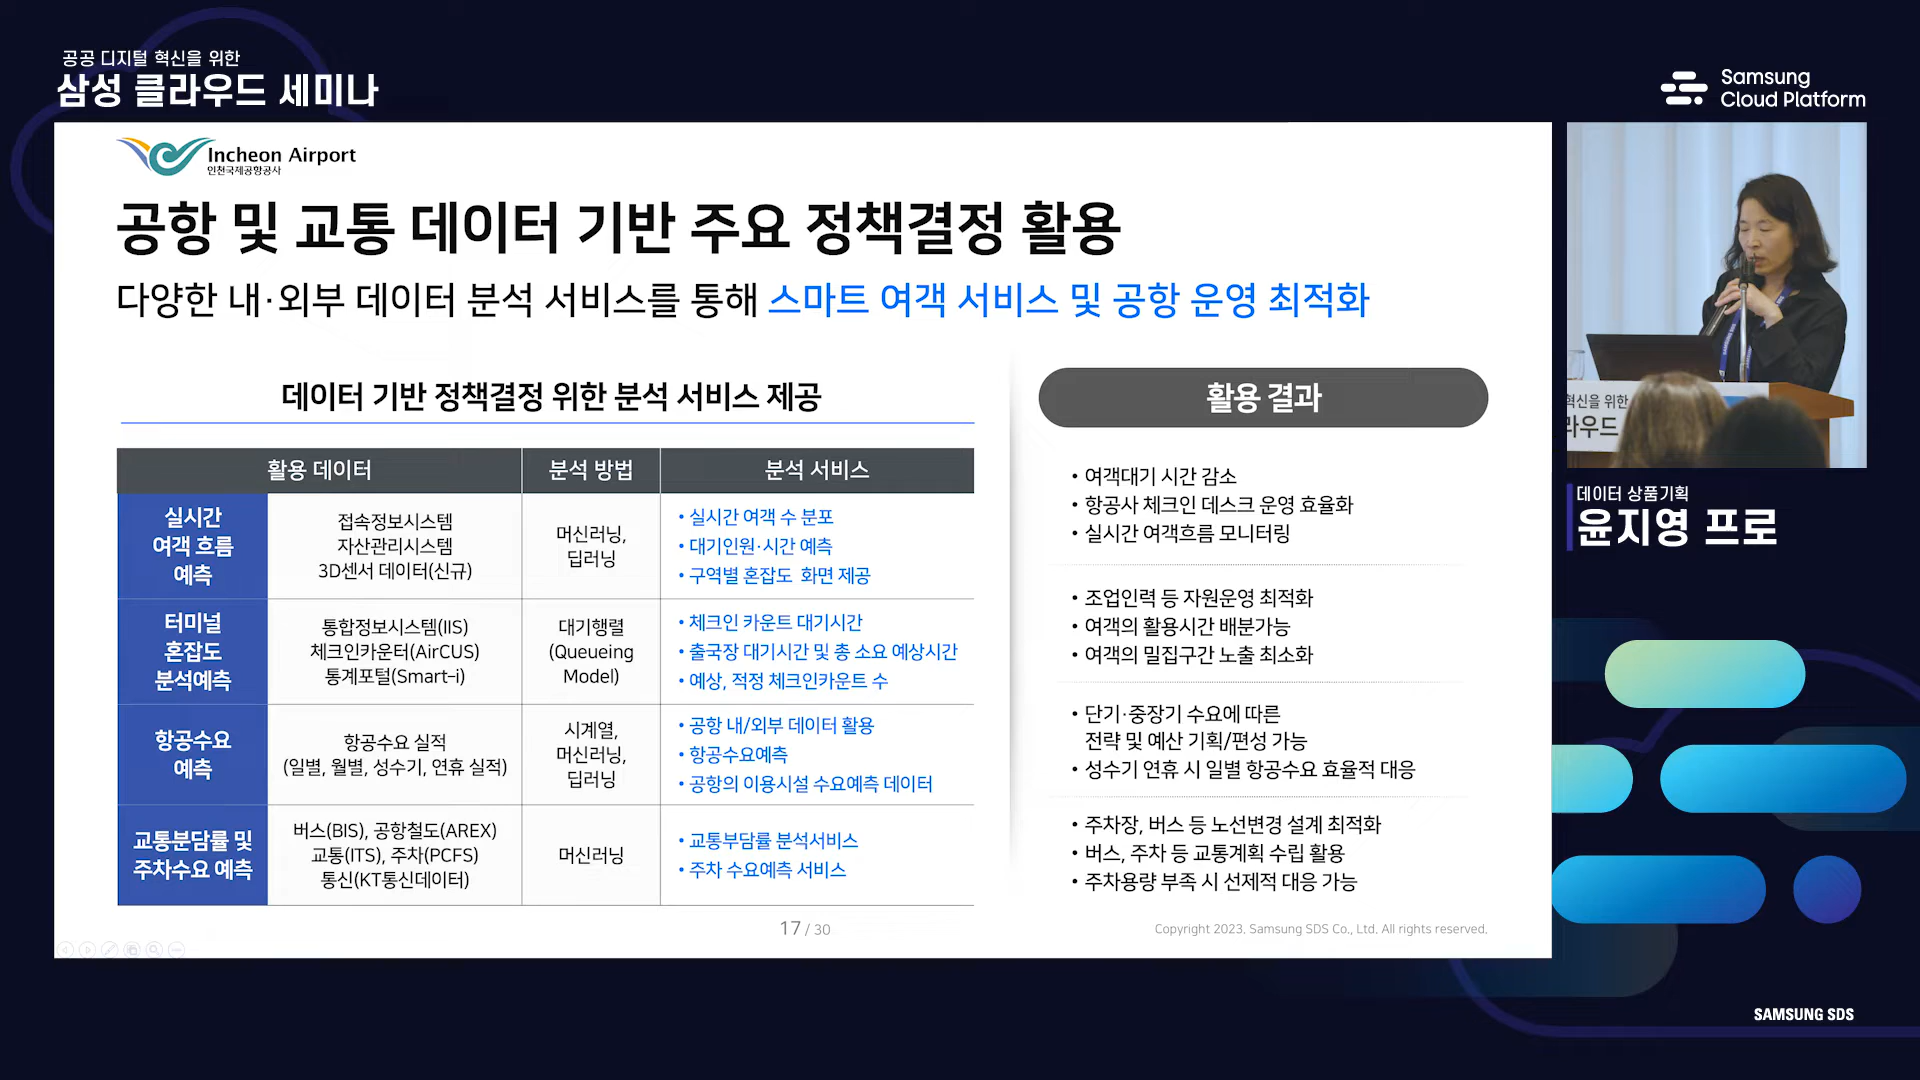 공공 디지털 혁신을 위한
삼성 클라우드 세미나
Samsung
Cloud Platform
Incheon Airport
인천국제공항공사
공항 및 교통 데이터 기반 주요 정책결정 활용
다양한 내·외부 데이터 분석 서비스를 통해 스마트 여객 서비스 및 공항 운영 최적화
데이터 기반 정책결정 위한 분석 서비스 제공
활용 데이터
분석 방법
분석 서비스
실시간
여객 흐름
예측
접속정보시스템
자산관리시스템
3D센서 데이터(신규)
머신러닝,
딥러닝
• 실시간 여객 수 분포
• 대기인원·시간 예측
• 구역별 혼잡도 화면 제공
터미널
혼잡도
분석예측
통합정보시스템(IIS)
체크인카운터(AirCUS)
통계포털(Smart-i)
대기행렬
(Queueing
Model)
• 체크인 카운트 대기시간
• 출국장 대기시간 및 총 소요 예상시간
• 예상, 적정 체크인카운트 수
항공수요
예측
항공수요 실적
(일별, 월별, 성수기, 연휴 실적)
시계열,
머신러닝,
딥러닝
• 공항 내/외부 데이터 활용
• 항공수요예측
• 공항의 이용시설 수요예측 데이터
교통분담률 및
주차수요 예측
버스(BIS), 공항철도(AREX)
교통(ITS), 주차(PCFS)
통신(KT통신데이터)
머신러닝
• 교통부담률 분석서비스
• 주차 수요예측 서비스
활용 결과
• 여객대기 시간 감소
• 항공사 체크인 데스크 운영 효율화
• 실시간 여객흐름 모니터링
• 조업인력 등 자원운영 최적화
• 여객의 활용시간 배분가능
• 여객의 밀집구간 노출 최소화
• 단기·중장기 수요에 따른
전략 및 예산 기획/편성 가능
• 성수기 연휴 시 일별 항공수요 효율적 대응
• 주차장, 버스 등 노선변경 설계 최적화
• 버스, 주차 등 교통계획 수립 활용
• 주차용량 부족 시 선제적 대응 가능
17 / 30
Copyright 2023. Samsung SDS Co., Ltd. All rights reserved.
혁신을 위한
라우드
데이터 상품기획
윤지영 프로
SAMSUNG SDS